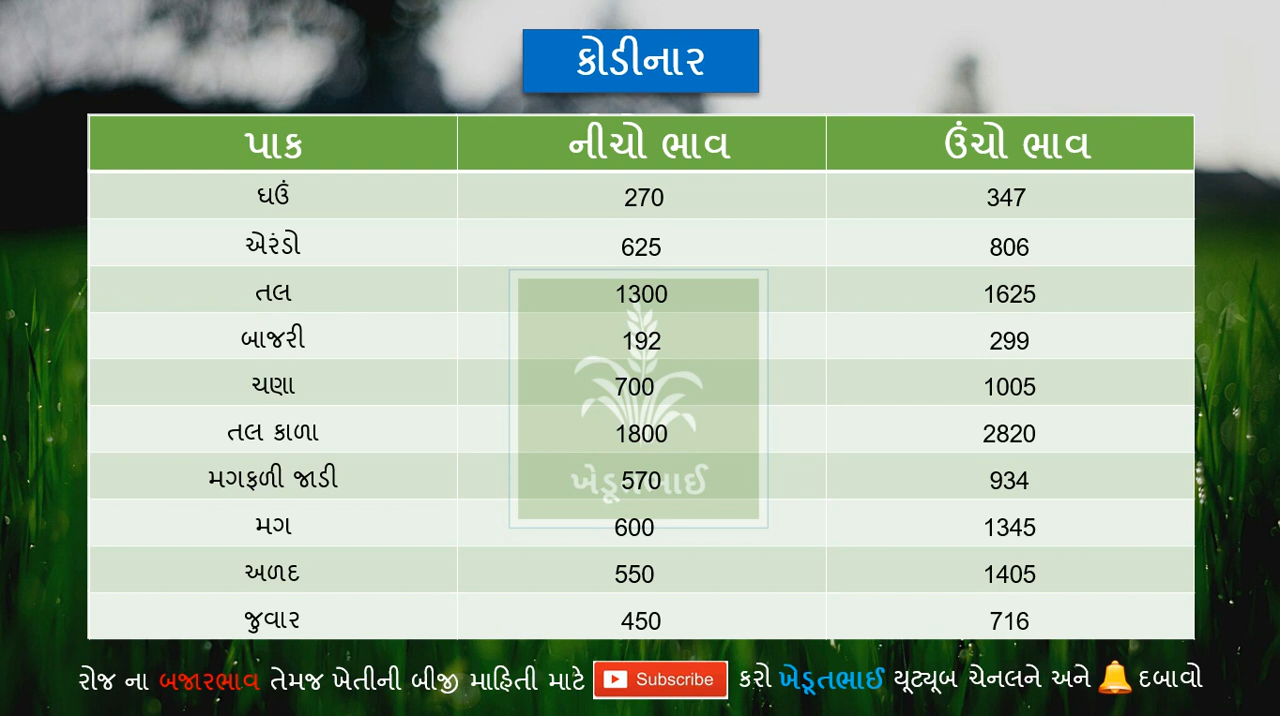 કોડીનાર
પાક નીચો ભાવ ઉંચો ભાવ
ઘઉં 270 347
એરંડો 625 806
તલ 1300 1625
બાજરી 192 299
ચણા 700 1005
તલ કાળા 1800 2820
મગફળી જાડી 570 934
ખેડૂતભાઈ
મગ 600 1345
અળદ 550 1405
જુવાર 450 716
રોજ ના બજારભાવ તેમજ ખેતીની બીજી માહિતી માટે Subscribe કરો ખેડૂતભાઈ યૂટ્યૂબ ચેનલને અને 🔔 દબાવો